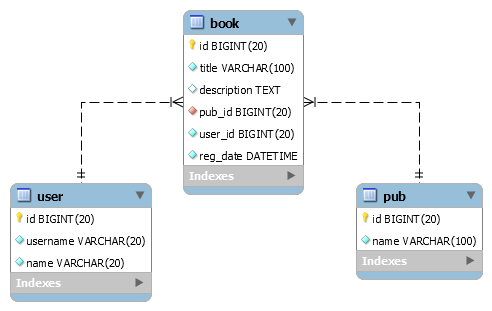 book
id BIGINT(20)
title VARCHAR(100)
description TEXT
pub_id BIGINT(20)
user_id BIGINT(20)
reg_date DATETIME
Indexes
user
id BIGINT(20)
username VARCHAR(20)
name VARCHAR(20)
Indexes
pub
id BIGINT(20)
name VARCHAR(100)
Indexes